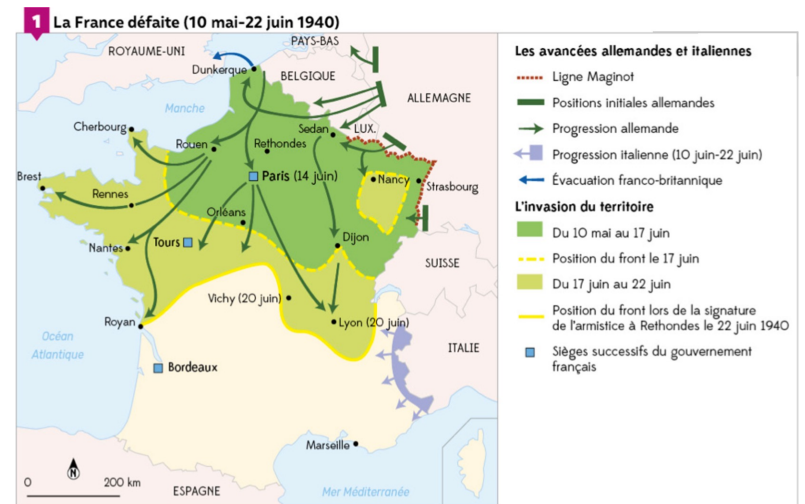 1 La France défaite (10 mai-22 juin 1940)
ROYAUME-UNI
PAYS-BAS
Dunkerque
BELGIQUE
ALLEMAGNE
Manche
Cherbourg
Sedan
LUX.
Rouen
Rethondes
Brest
Paris (14 juin)
Nancy
Strasbourg
Rennes
Orléans
Nantes
Tours
Dijon
SUISSE
Vichy (20 juin)
Royan
Lyon (20 juin)
Océan
Atlantique
ITALIE
Bordeaux
Marseille
N
0 200 km
ESPAGNE
Mer Méditerranée
Les avancées allemandes et italiennes
Ligne Maginot
Positions initiales allemandes
Progression allemande
Progression italienne (10 juin-22 juin)
Évacuation franco-britannique
L'invasion du territoire
Du 10 mai au 17 juin
Position du front le 17 juin
Du 17 juin au 22 juin
Position du front lors de la signature
de l'armistice à Rethondes le 22 juin 1940
Sièges successifs du gouvernement
français